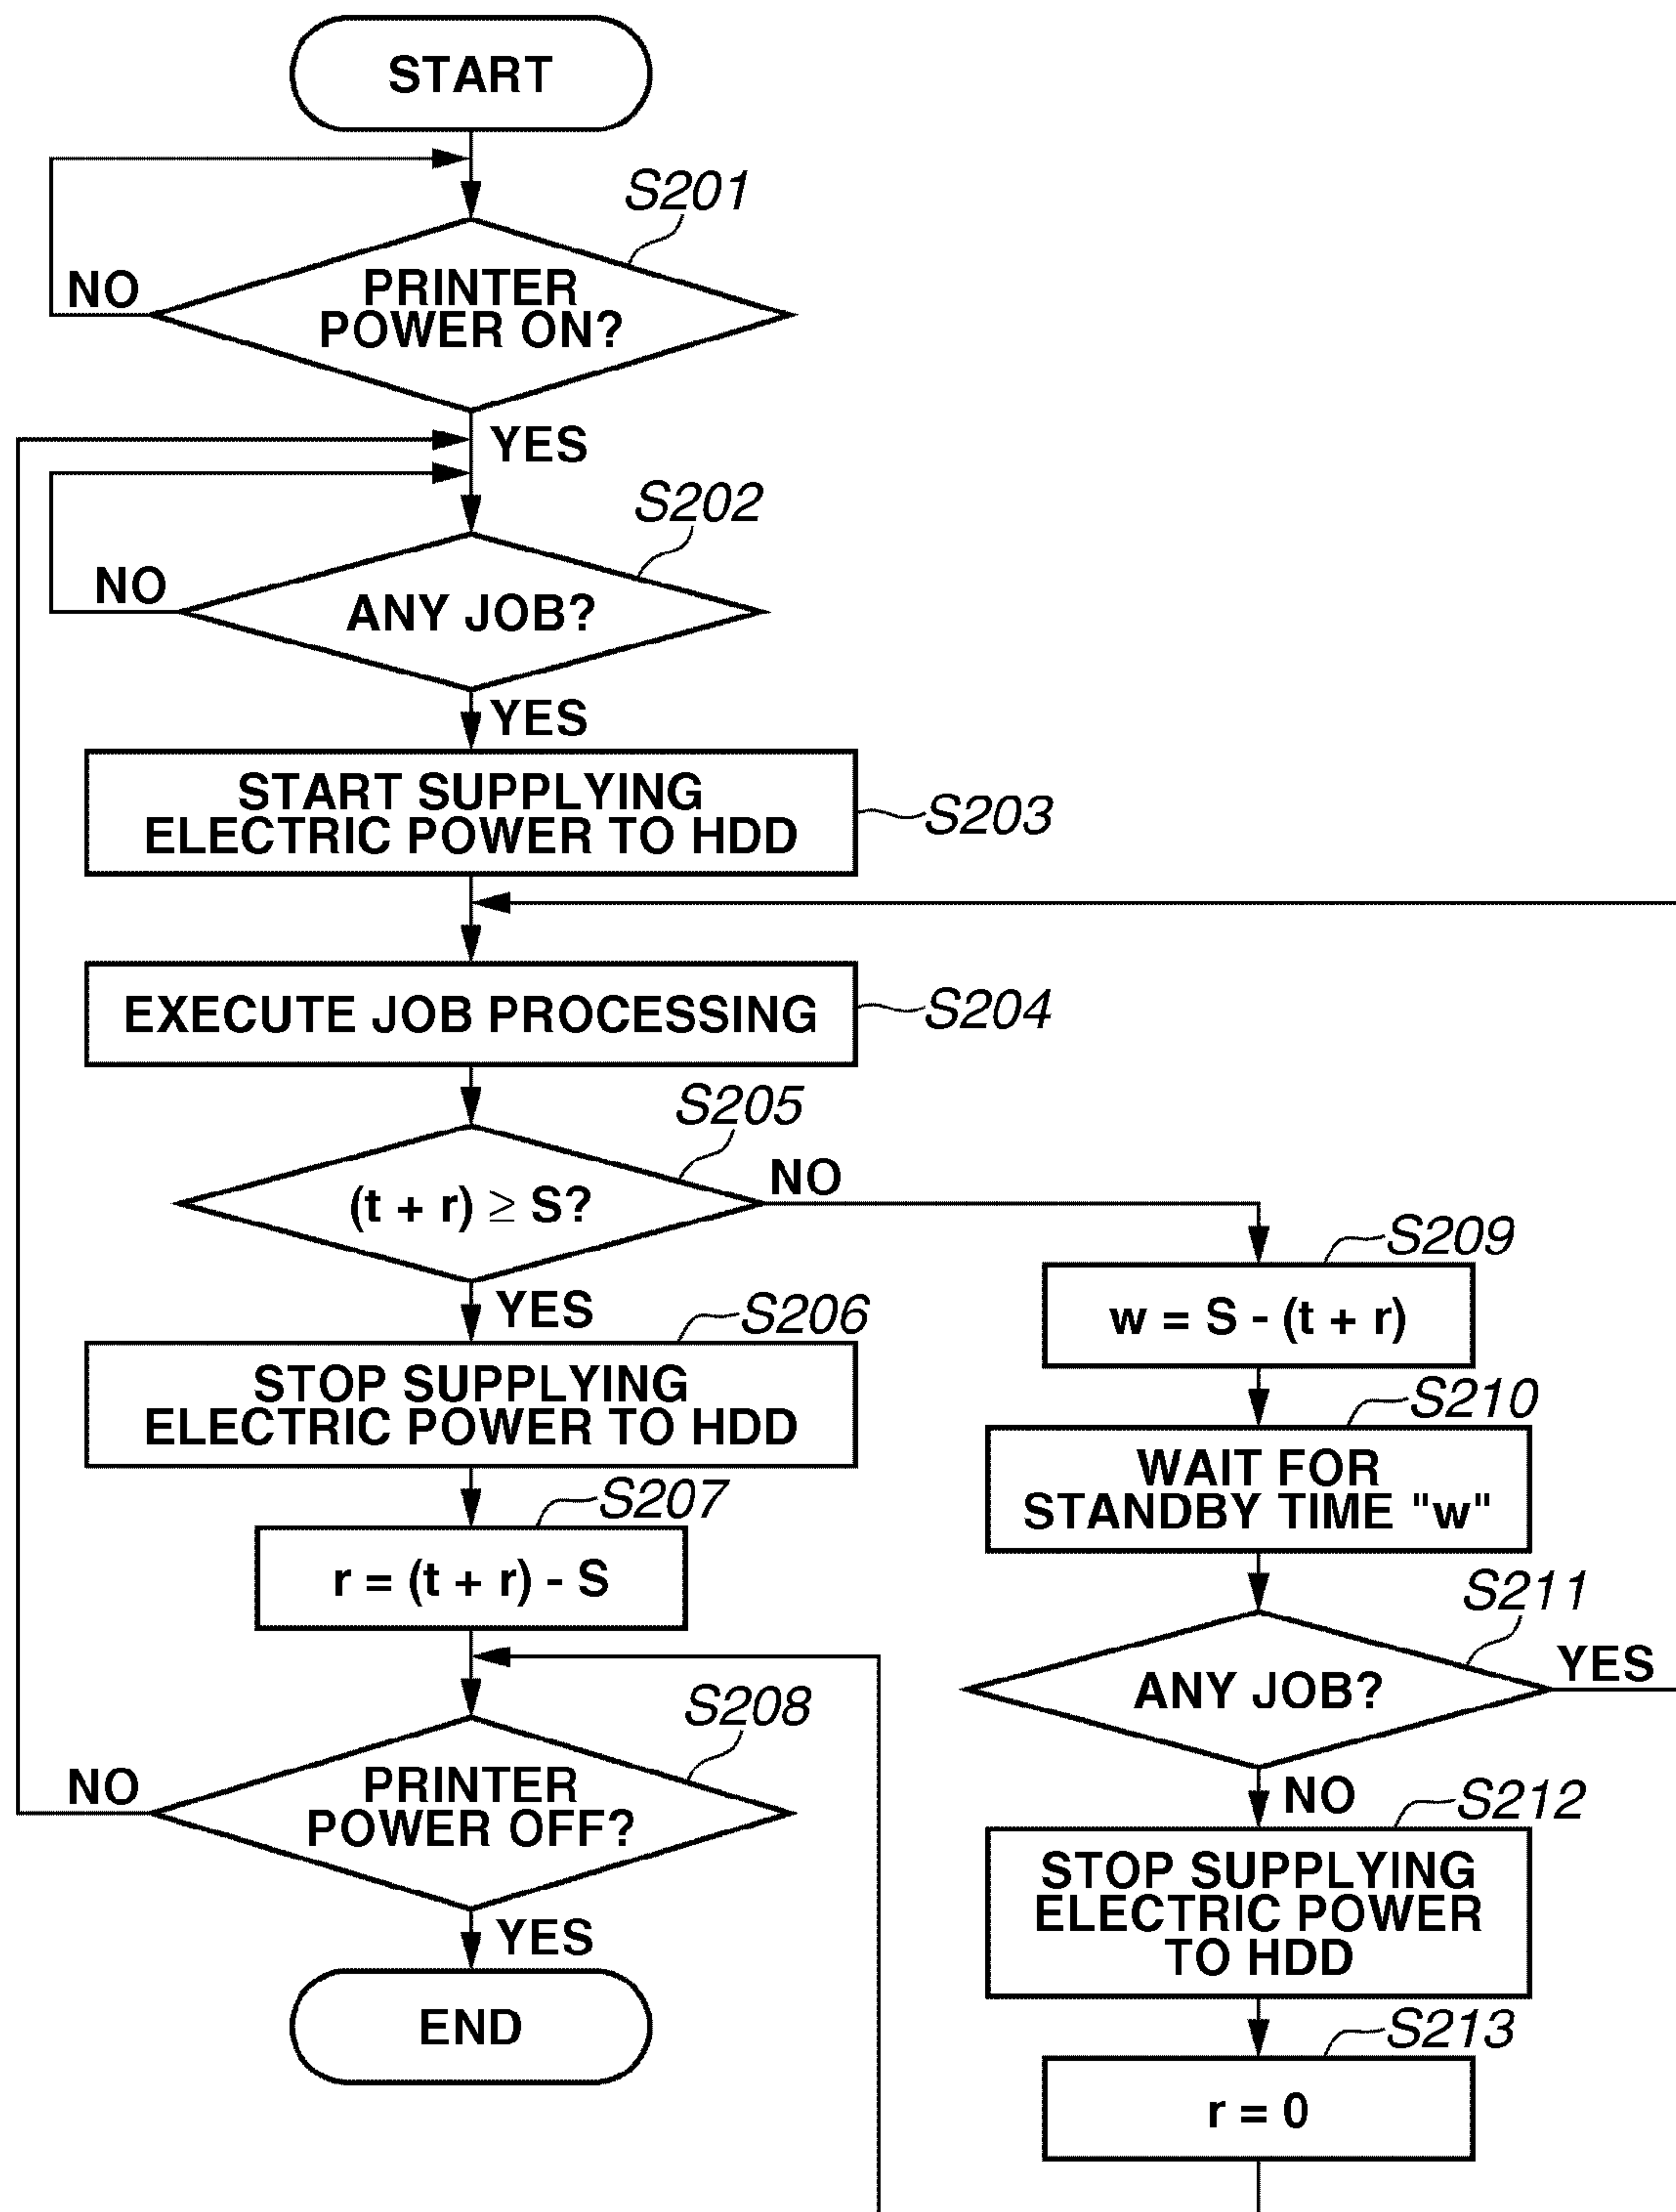 START
S201
NO
PRINTER
POWER ON?
YES
S202
NO
ANY JOB?
YES
START SUPPLYING
ELECTRIC POWER TO HDD
S203
EXECUTE JOB PROCESSING
S204
S205
(t + r) ≥ S?
NO
YES
S206
STOP SUPPLYING
ELECTRIC POWER TO HDD
S207
r = (t + r) - S
S208
NO
PRINTER
POWER OFF?
YES
END
S209
w = S - (t + r)
S210
WAIT FOR
STANDBY TIME "w"
S211
ANY JOB?
YES
NO
S212
STOP SUPPLYING
ELECTRIC POWER
TO HDD
S213
r = 0